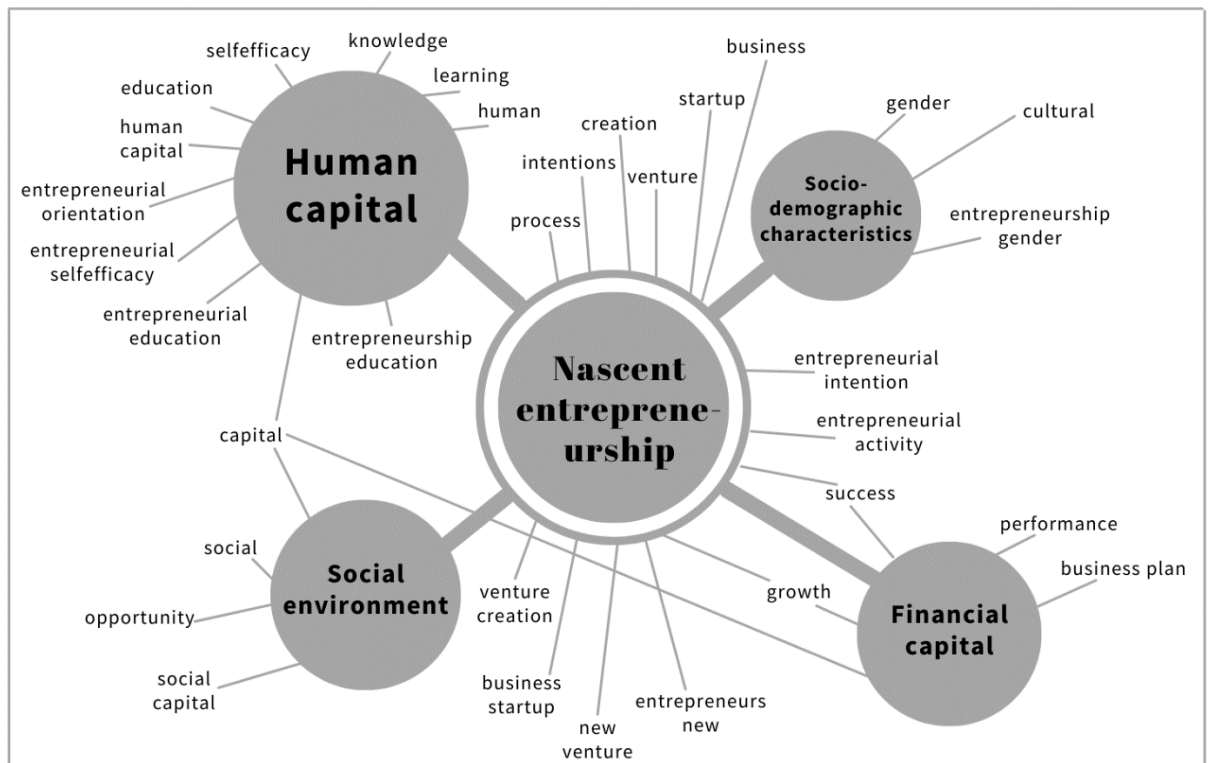 selfefficacy
knowledge
learning
human
education
human
capital
entrepreneurial
orientation
entrepreneurial
selfefficacy
entrepreneurial
education
entrepreneurship
education
Human
capital
business
startup
creation
intentions
venture
process
gender
cultural
Socio-
demographic
characteristics
entrepreneurship
gender
Nascent
entreprene-
urship
entrepreneurial
intention
entrepreneurial
activity
success
capital
social
opportunity
social
capital
Social
environment
venture
creation
business
startup
new
venture
entrepreneurs
new
growth
performance
business plan
Financial
capital